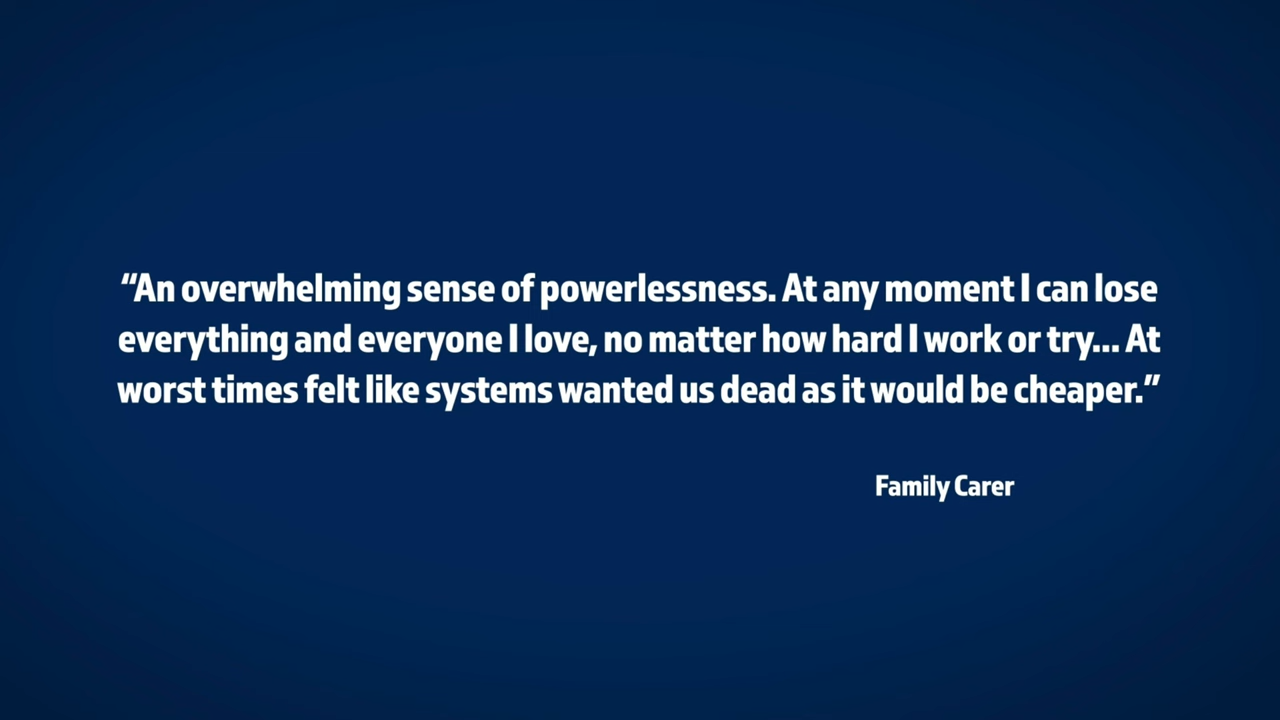 “An overwhelming sense of powerlessness. At any moment I can lose
everything and everyone I love, no matter how hard I work or try... At
worst times felt like systems wanted us dead as it would be cheaper.”
Family Carer